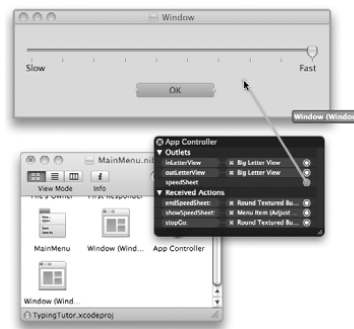 Window
Slow
Fast
OK
Window (Window
App Controller
Outlets
inLetterView Big Letter View
outLetterView Big Letter View
speedSheet
Received Actions
endSpeedSheet: Round Textured Bu...
showSpeedSheet: Menu Item (Adjust ...
stopGo: Round Textured Bu...
MainMenu.nib
View Mode
Info
First Responder
MainMenu
Window (Wind...
App Controller
Window (Wind...
TypingTutor.xcodeproj